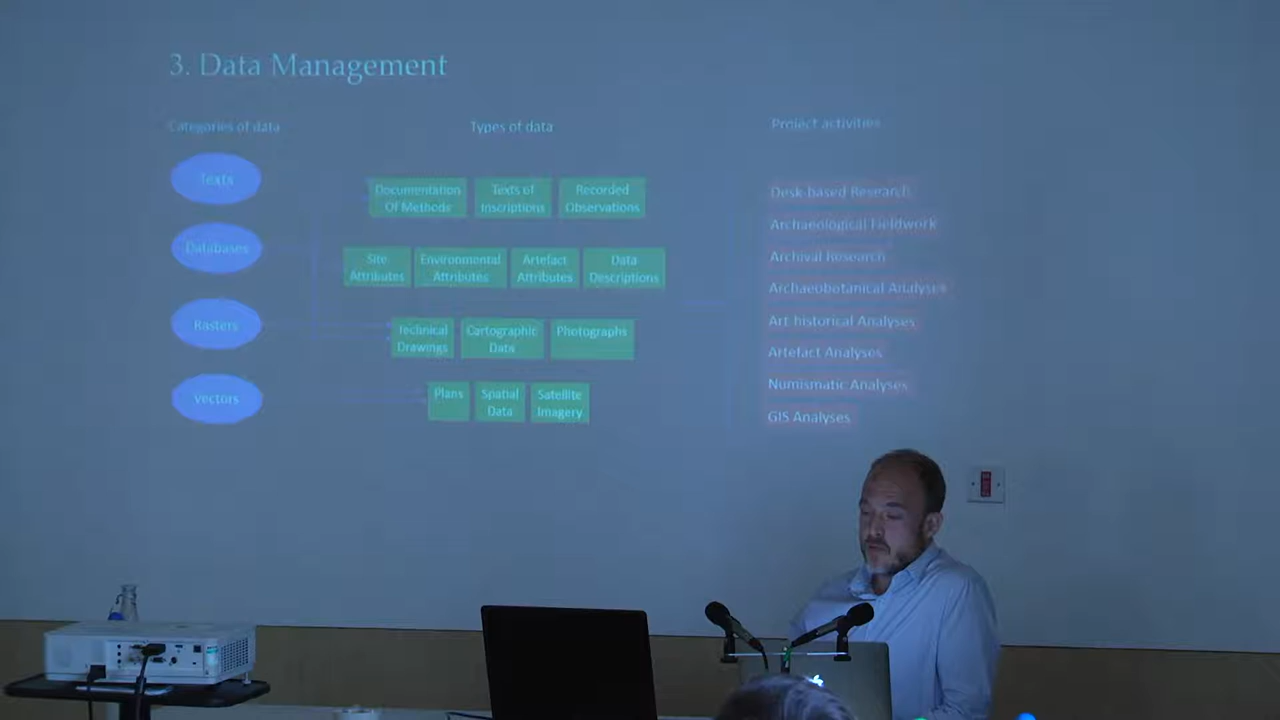 3. Data Management
Categories of data
Types of data
Project activities
Texts
Documentation
Of Methods
Texts of
Inscriptions
Recorded
Observations
Databases
Site
Attributes
Environmental
Attributes
Artefact
Attributes
Data
Descriptions
Rasters
Technical
Drawings
Cartographic
Data
Photographs
Vectors
Plans
Spatial
Data
Satellite
Imagery
Desk-based Research
Archaeological Fieldwork
Archival Research
Archaeobotanical Analyses
Art-historical Analyses
Artefact Analyses
Numismatic Analyses
GIS Analyses